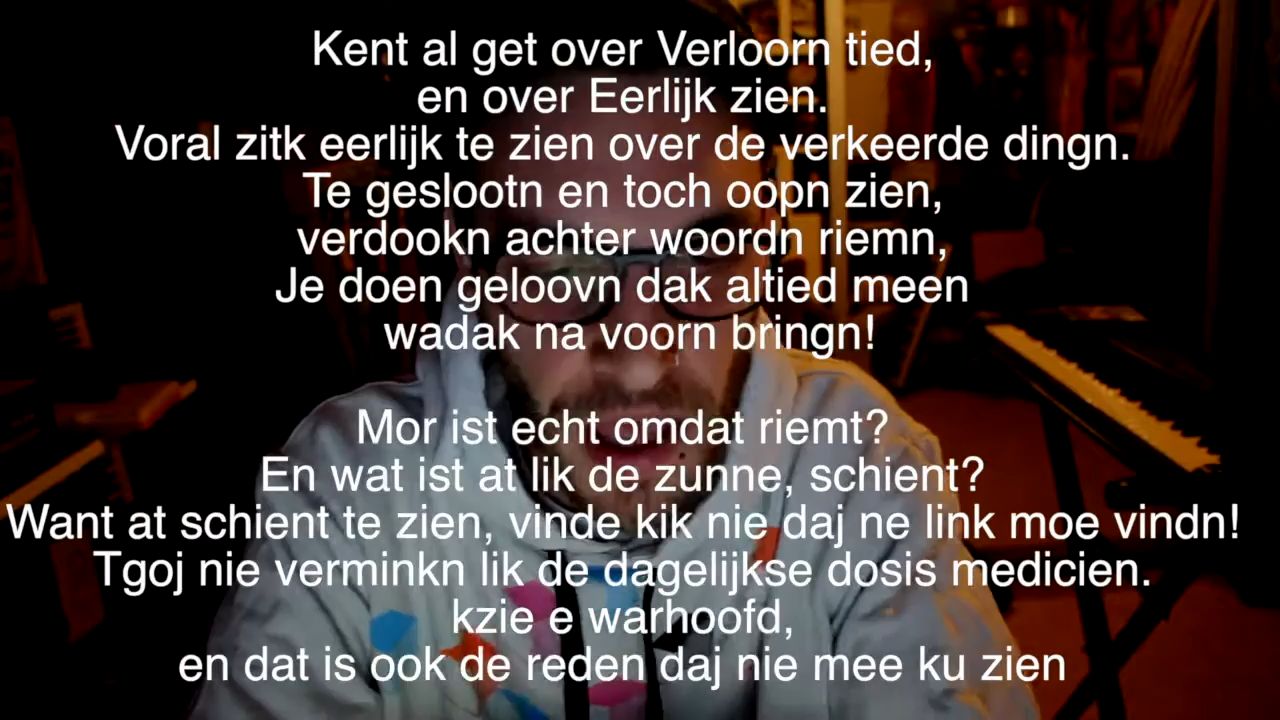 Kent al get over Verloorn tied,
en over Eerlijk zien.
Voral zitk eerlijk te zien over de verkeerde dingn.
Te geslootn en toch oopn zien,
verdookn achter woordn riemn,
Je doen geloovn dak altied meen
wadak na voorn bringn!
Mor ist echt omdat riemt?
En wat ist at lik de zunne, schient?
Want at schient te zien, vinde kik nie daj ne link moe vindn!
Tgoj nie verminkn lik de dagelijkse dosis medicien.
kzie e warhoofd,
en dat is ook de reden daj nie mee ku zien